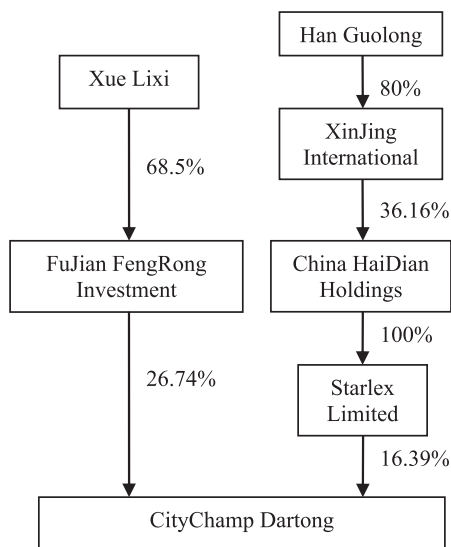 Han Guolong
Xue Lixi
80%
XinJing
International
68.5%
36.16%
FuJian FengRong
Investment
China HaiDian
Holdings
100%
26.74%
Starlex
Limited
16.39%
CityChamp Dartong